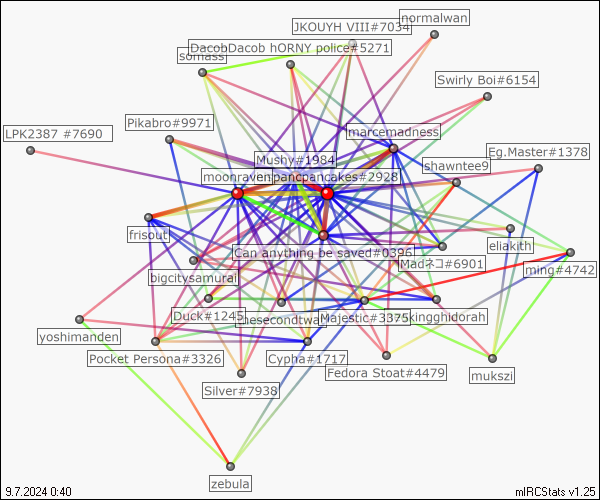 normalwan
JKOUYH VIII#7034
DacobDacob hORNY police#5271
somass
Swirly Boi#6154
Pikabro#9971
marcemadness
LPK2387 #7690
Eg.Master#1378
Mushy#1984
shawntee9
moonraven
pancpancakes#2928
frisout
eliakith
Can anything be saved#0396
Madネコ#6901
ming#4742
bigcitysamurai
Duck#1245
thesecondtwar
Majestic#3375
kingghidorah
yoshimanden
Pocket Persona#3326
Cypha#1717
Fedora Stoat#4479
mukszi
Silver#7938
zebula
9.7.2024 0:40
mIRCStats v1.25